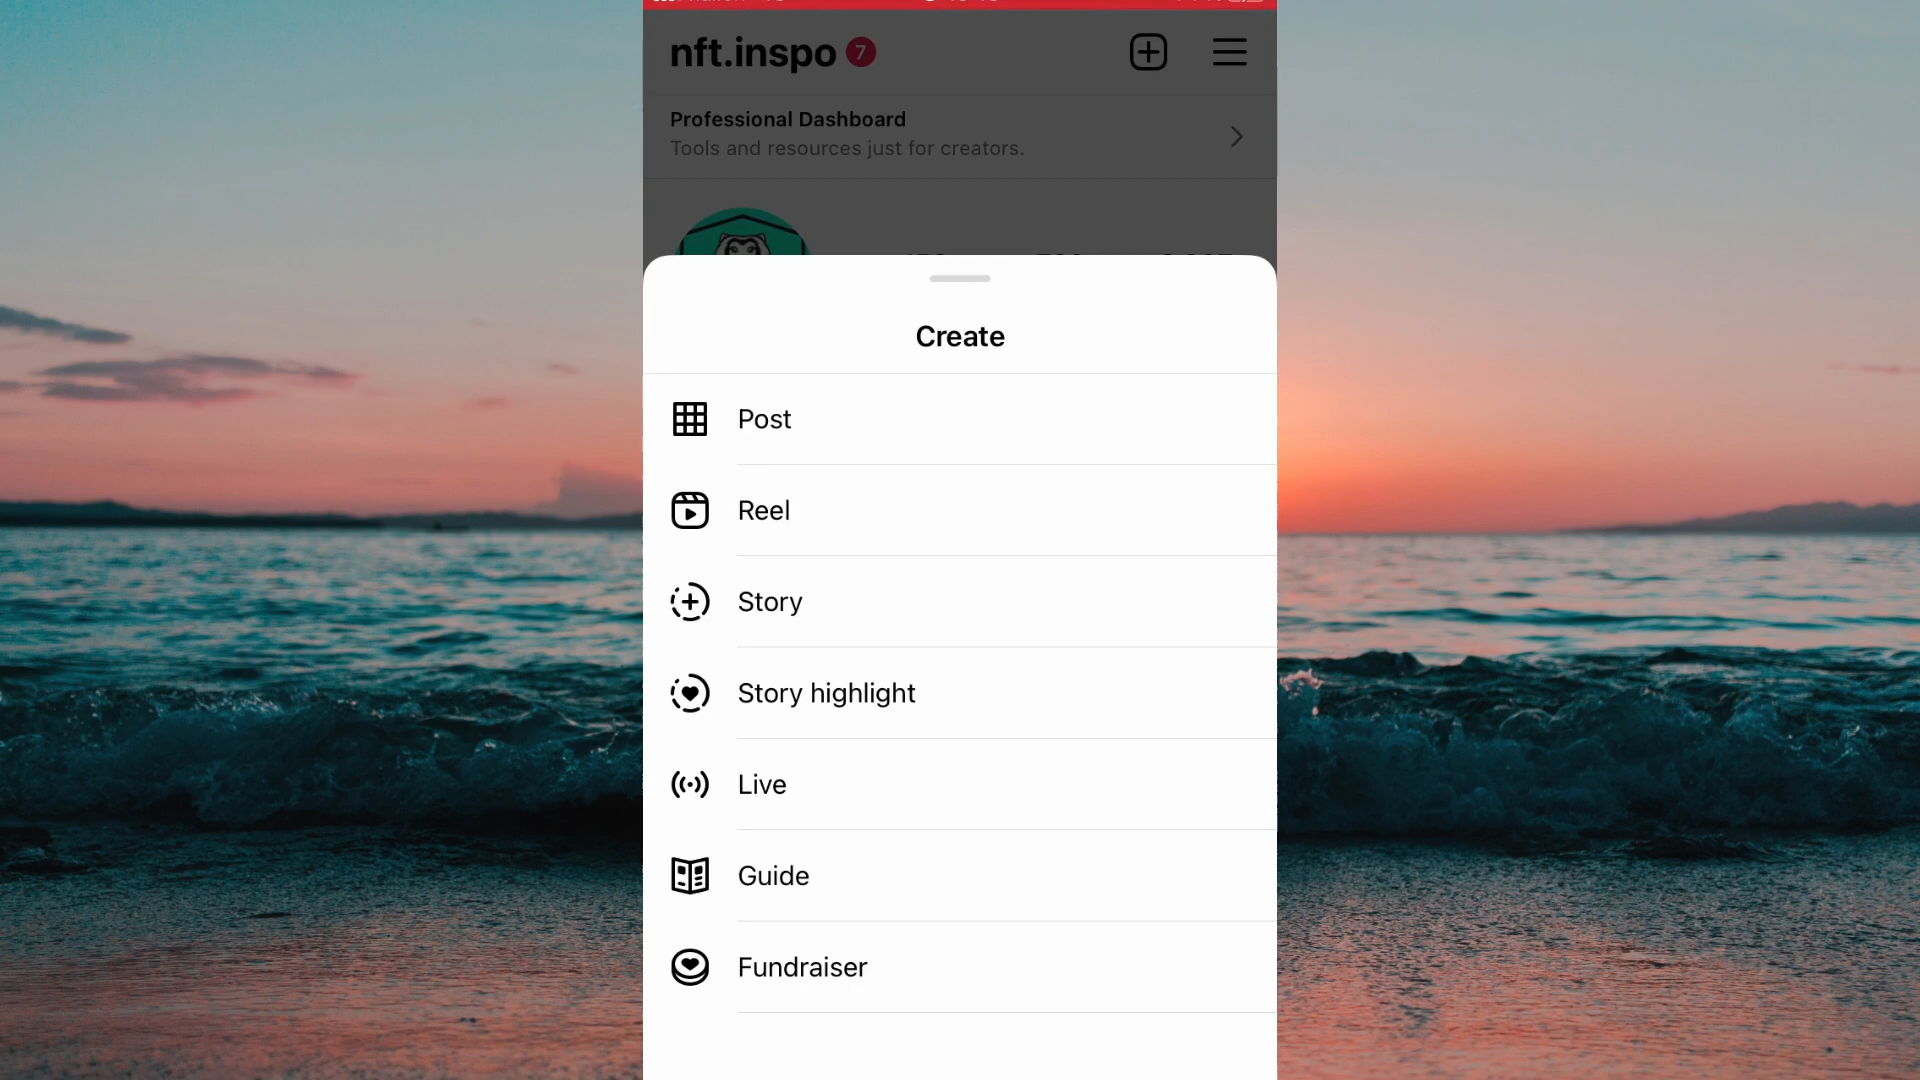 nft.inspo 7
Professional Dashboard
Tools and resources just for creators.
Create
Post
Reel
Story
Story highlight
Live
Guide
Fundraiser